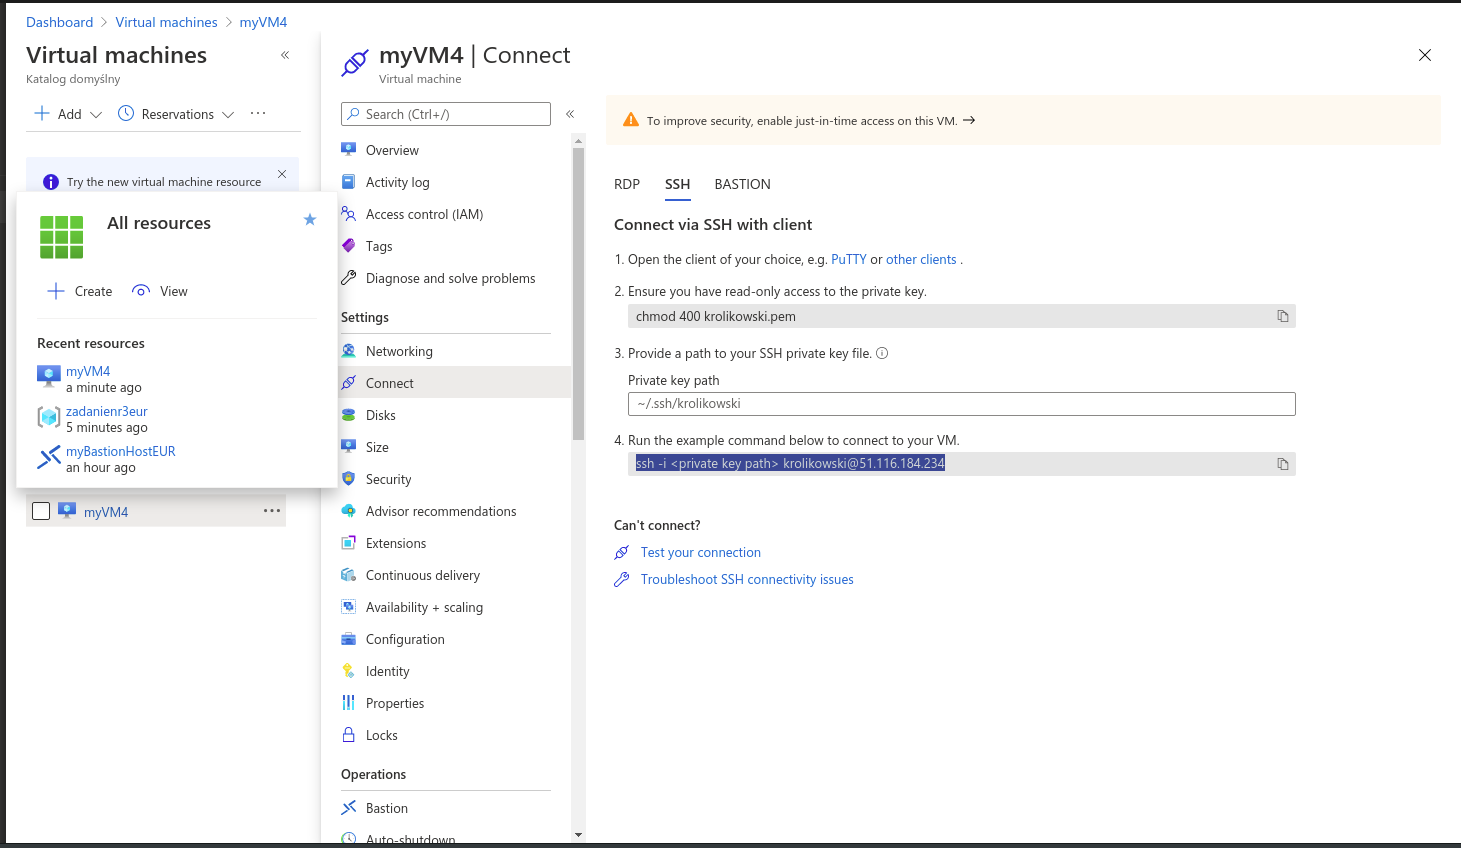 Dashboard > Virtual machines > myVM4
Virtual machines «
Katalog domyślny
+ Add Reservations ...
Try the new virtual machine resource
All resources
Create View
Recent resources
myVM4
a minute ago
zadanienr3eur
5 minutes ago
myBastionHostEUR
an hour ago
myVM4 ...
myVM4 | Connect
Virtual machine
Search (Ctrl+/) «
Overview
Activity log
Access control (IAM)
Tags
Diagnose and solve problems
Settings
Networking
Connect
Disks
Size
Security
Advisor recommendations
Extensions
Continuous delivery
Availability + scaling
Configuration
Identity
Properties
Locks
Operations
Bastion
Auto-shutdown
To improve security, enable just-in-time access on this VM. →
RDP SSH BASTION
Connect via SSH with client
1. Open the client of your choice, e.g. PuTTY or other clients .
2. Ensure you have read-only access to the private key.
chmod 400 krolikowski.pem
3. Provide a path to your SSH private key file.
Private key path
~/.ssh/krolikowski
4. Run the example command below to connect to your VM.
ssh -i <private key path> krolikowski@51.116.184.234
Can't connect?
Test your connection
Troubleshoot SSH connectivity issues